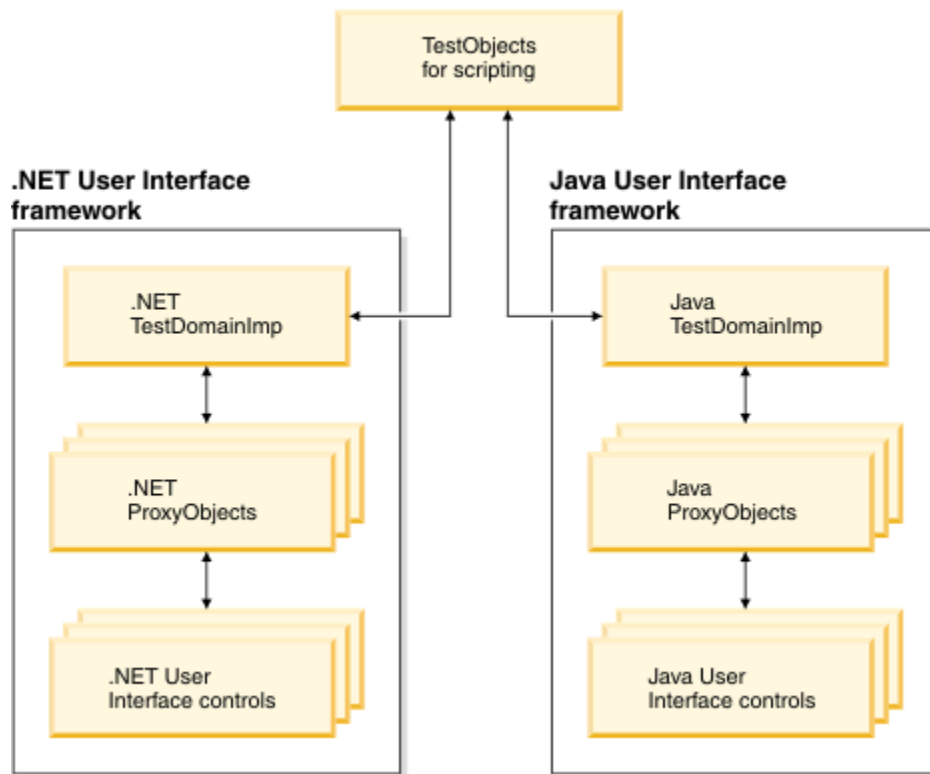 TestObjects
for scripting
.NET User Interface
framework
.NET
TestDomainImp
.NET
ProxyObjects
.NET User
Interface controls
Java User Interface
framework
Java
TestDomainImp
Java
ProxyObjects
Java User
Interface controls